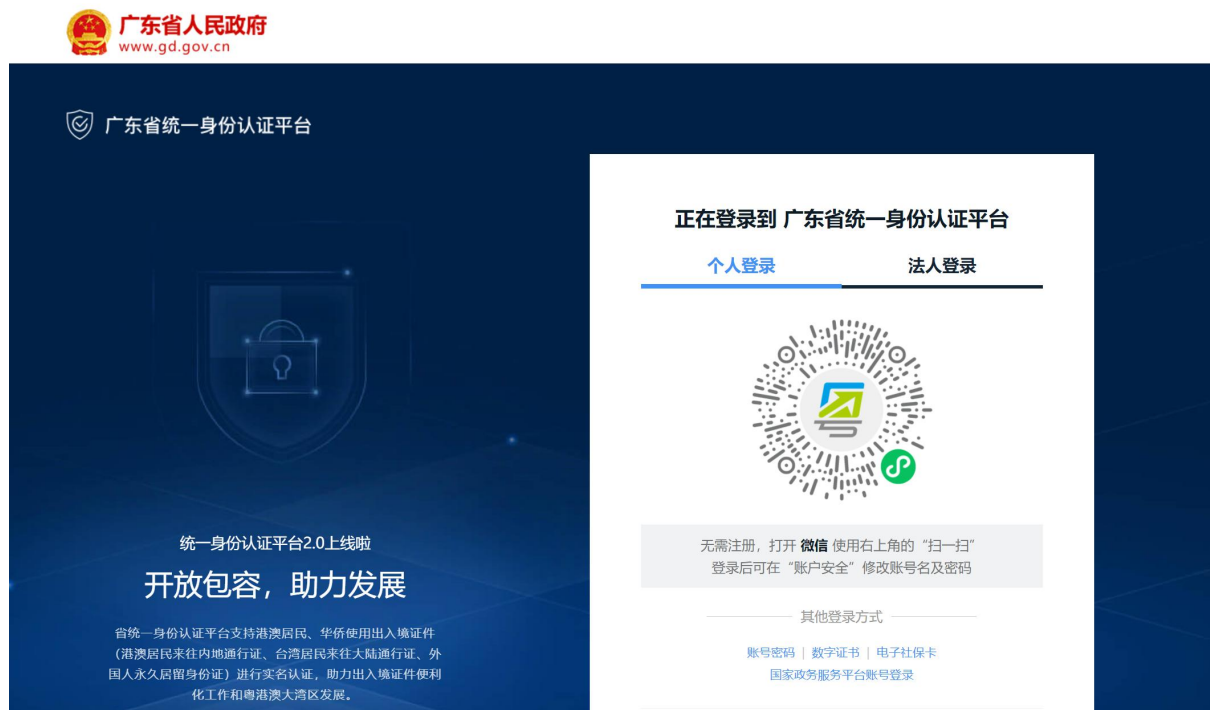 广东省人民政府
www.gd.gov.cn
广东省统一身份认证平台
统一身份认证平台2.0上线啦
开放包容，助力发展
省统一身份认证平台支持港澳居民、华侨使用出入境证件
（港澳居民来往内地通行证、台湾居民来往大陆通行证、外
国人永久居留身份证）进行实名认证，助力出入境证件便利
化工作和粤港澳大湾区发展。
正在登录到 广东省统一身份认证平台
个人登录 法人登录
无需注册，打开 微信 使用右上角的“扫一扫”
登录后可在“账户安全”修改账号名及密码
其他登录方式
账号密码 | 数字证书 | 电子社保卡
国家政务服务平台账号登录